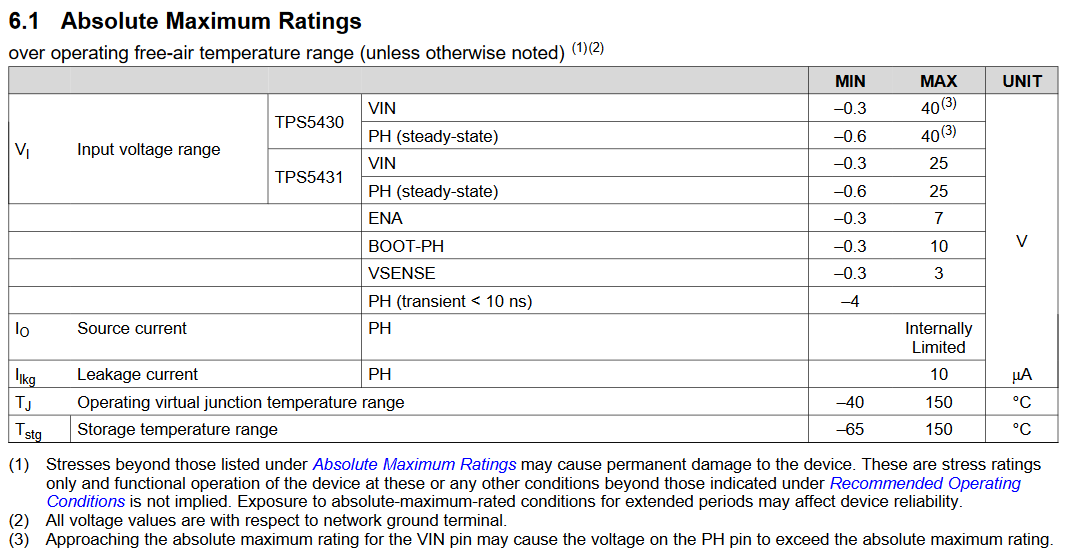 6.1 Absolute Maximum Ratings
over operating free-air temperature range (unless otherwise noted) (1)(2)
MIN MAX UNIT
VI Input voltage range TPS5430 VIN –0.3 40(3) V
PH (steady-state) –0.6 40(3)
TPS5431 VIN –0.3 25
PH (steady-state) –0.6 25
ENA –0.3 7
BOOT-PH –0.3 10
VSENSE –0.3 3
PH (transient < 10 ns) –4
IO Source current PH Internally
Limited
Ilkg Leakage current PH 10 µA
TJ Operating virtual junction temperature range –40 150 °C
Tstg Storage temperature range –65 150 °C
(1) Stresses beyond those listed under Absolute Maximum Ratings may cause permanent damage to the device. These are stress ratings
only and functional operation of the device at these or any other conditions beyond those indicated under Recommended Operating
Conditions is not implied. Exposure to absolute-maximum-rated conditions for extended periods may affect device reliability.
(2) All voltage values are with respect to network ground terminal.
(3) Approaching the absolute maximum rating for the VIN pin may cause the voltage on the PH pin to exceed the absolute maximum rating.